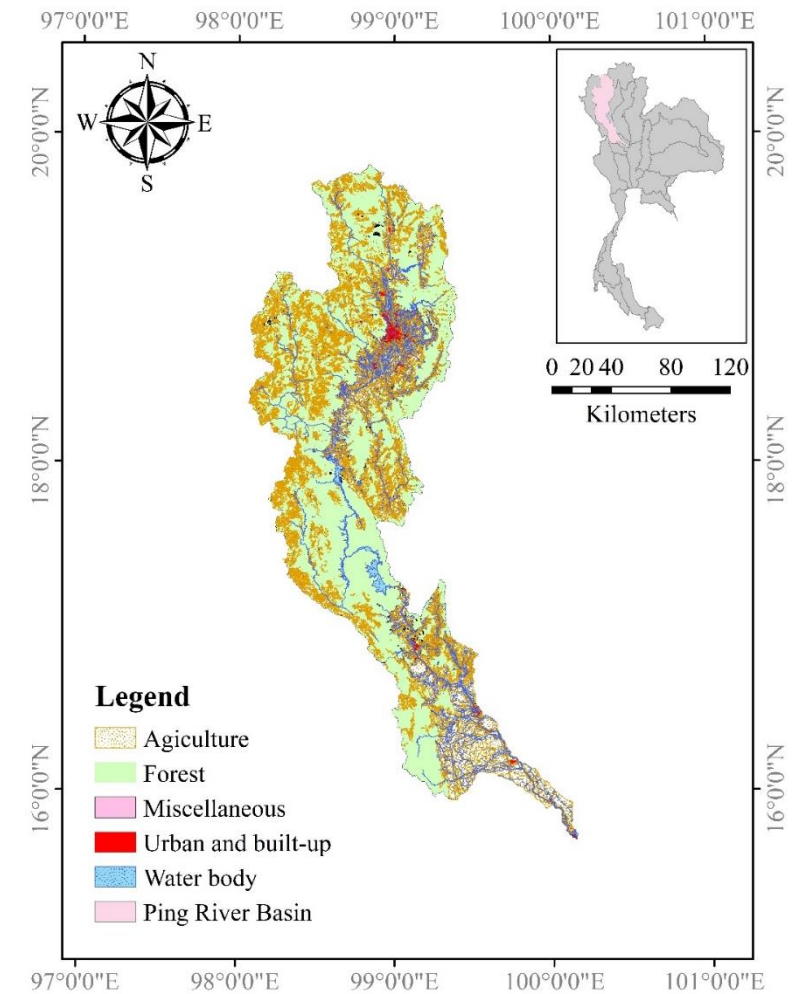 97°0'0"E 98°0'0"E 99°0'0"E 100°0'0"E 101°0'0"E
N
W E
S
20°0'0"N
20°0'0"N
0 20 40 80 120
Kilometers
18°0'0"N
18°0'0"N
Legend
Agiculture
Forest
Miscellaneous
Urban and built-up
Water body
Ping River Basin
16°0'0"N
16°0'0"N
97°0'0"E 98°0'0"E 99°0'0"E 100°0'0"E 101°0'0"E